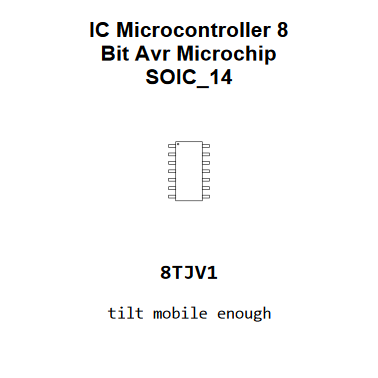 IC Microcontroller 8
Bit Avr Microchip
SOIC_14
8TJV1
tilt mobile enough